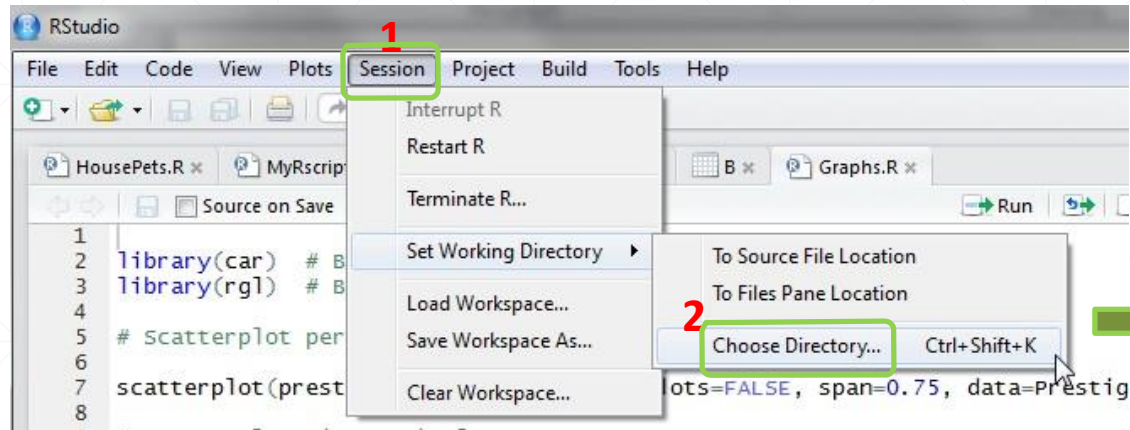 RStudio
1
File Edit Code View Plots Session Project Build Tools Help
Interrupt R
Restart R
HousePets.R
MyRscrip
B
Graphs.R
Source on Save
Terminate R...
Run
Set Working Directory
To Source File Location
To Files Pane Location
2
Choose Directory... Ctrl+Shift+K
Load Workspace...
Save Workspace As...
Clear Workspace...
1
2 library(car) # B
3 library(rgl) # B
4
5 # Scatterplot per
6
7 scatterplot(prest lots=FALSE, span=0.75, data=Prestig
8